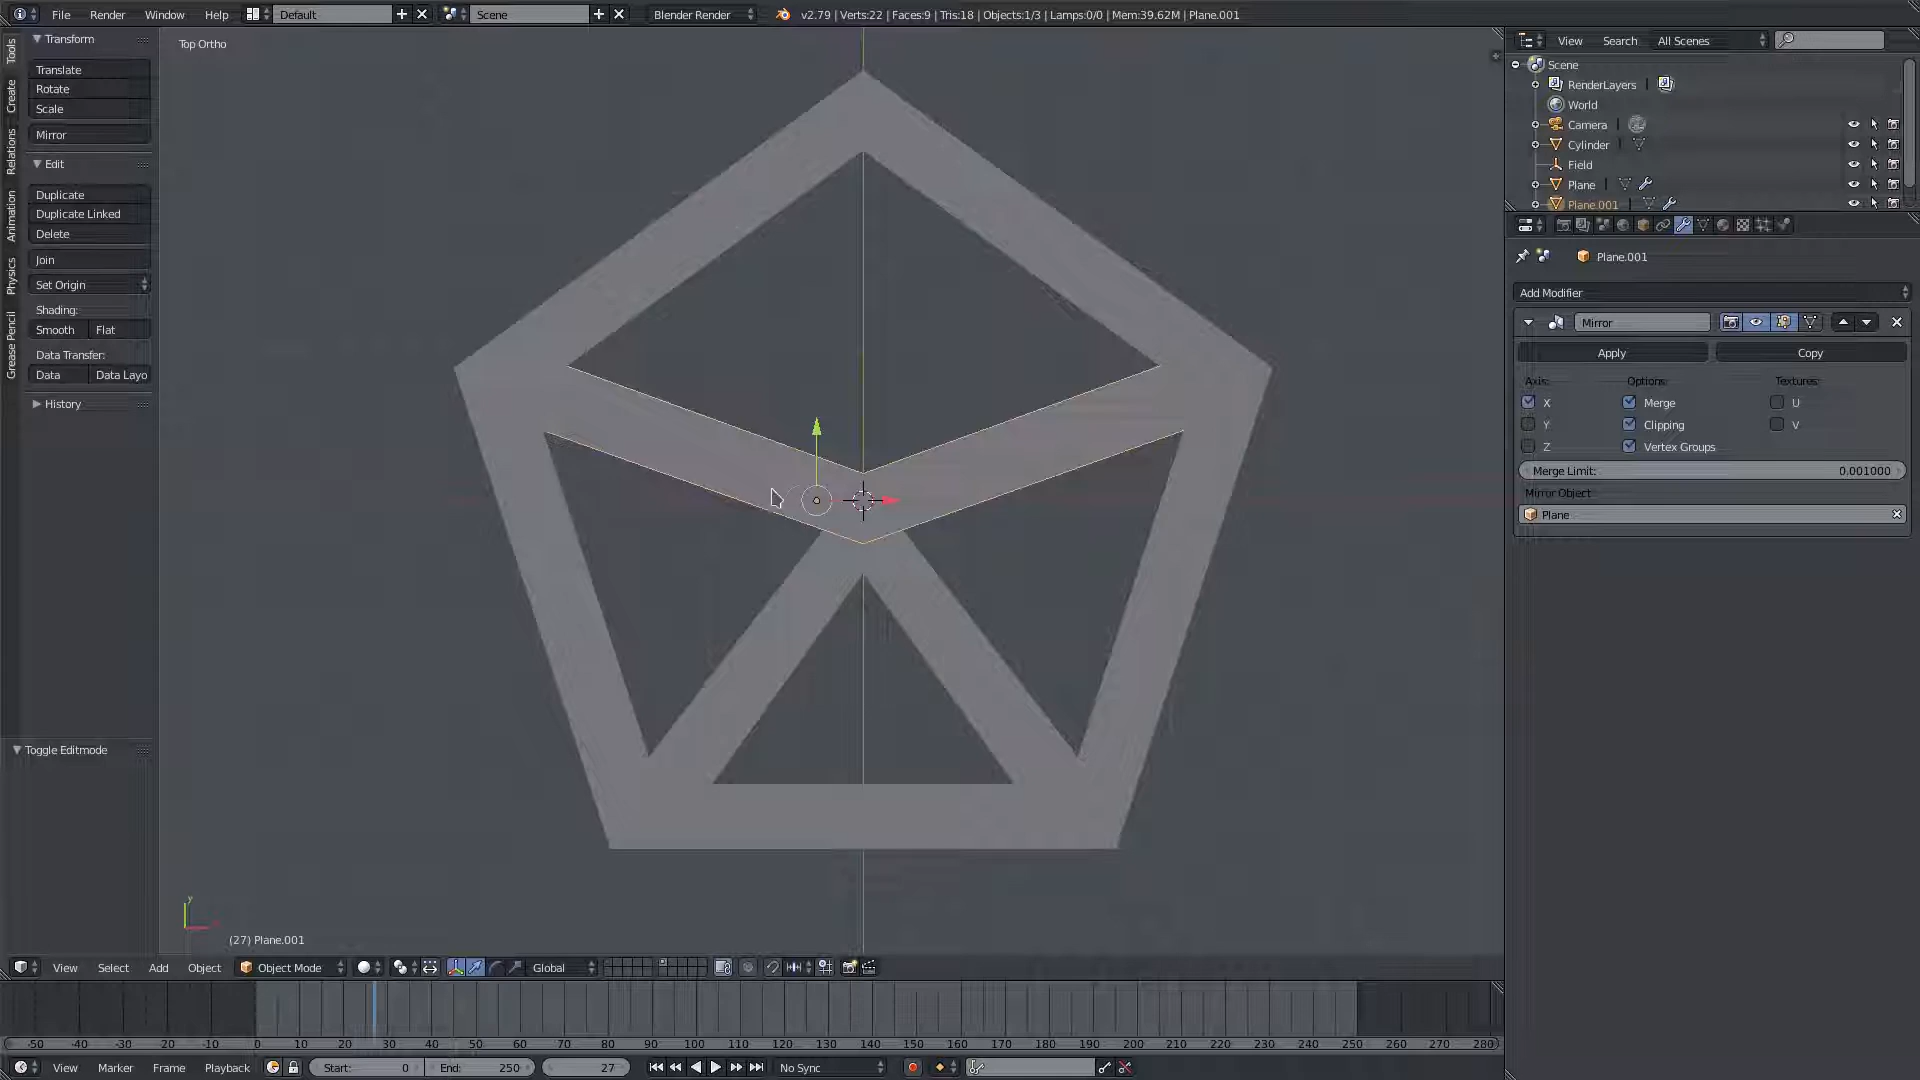 File Render Window Help Default Scene Blender Render v2.79 | Verts:22 | Faces:9 | Tris:18 | Objects:1/3 | Lamps:0/0 | Mem:39.62M | Plane.001
Tools
Create
Relations
Animation
Physics
Grease Pencil
Transform
Translate
Rotate
Scale
Mirror
Edit
Duplicate
Duplicate Linked
Delete
Join
Set Origin
Shading:
Smooth Flat
Data Transfer:
Data Data Layo
History
Toggle Editmode
Top Ortho
y
(27) Plane.001
View Search All Scenes
Scene
RenderLayers
World
Camera
Cylinder
Field
Plane
Plane.001
Plane.001
Add Modifier
Mirror
Apply Copy
Axis: Options: Textures:
X Merge U
Y Clipping V
Z Vertex Groups
Merge Limit: 0.001000
Mirror Object:
Plane
View Select Add Object Object Mode Global
-50 -40 -30 -20 -10 0 10 20 30 40 50 60 70 80 90 100 110 120 130 140 150 160 170 180 190 200 210 220 230 240 250 260 270 280
View Marker Frame Playback Start: 0 End: 250 27 No Sync